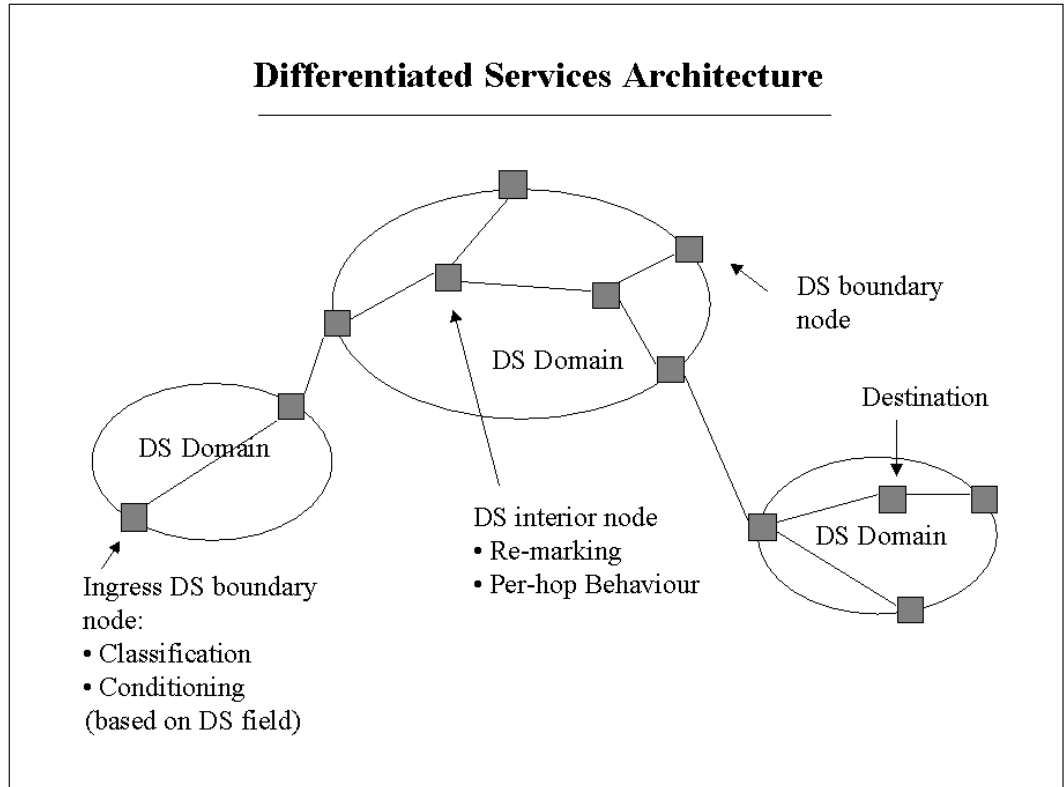 Differentiated Services Architecture
DS boundary
node
DS Domain
Destination
DS Domain
DS interior node
• Re-marking
• Per-hop Behaviour
DS Domain
Ingress DS boundary
node:
• Classification
• Conditioning
(based on DS field)